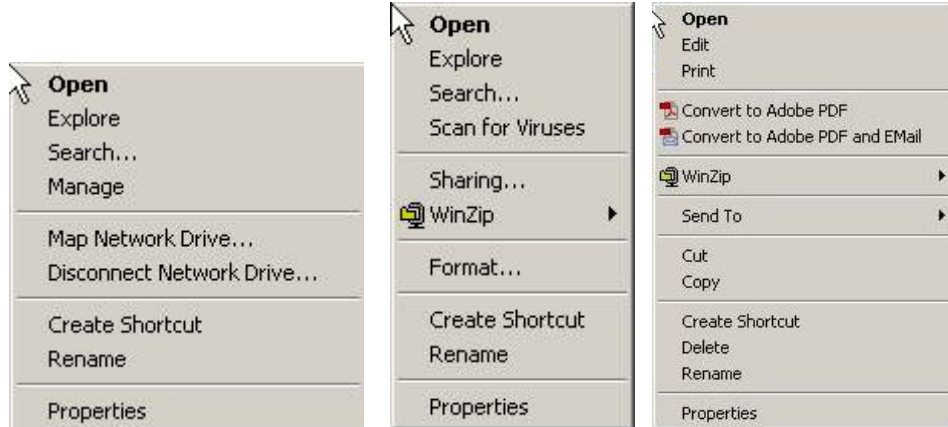 Open
Explore
Search...
Manage
Map Network Drive...
Disconnect Network Drive...
Create Shortcut
Rename
Properties
Open
Explore
Search...
Scan for Viruses
Sharing...
WinZip
Format...
Create Shortcut
Rename
Properties
Open
Edit
Print
Convert to Adobe PDF
Convert to Adobe PDF and EMail
WinZip
Send To
Cut
Copy
Create Shortcut
Delete
Rename
Properties